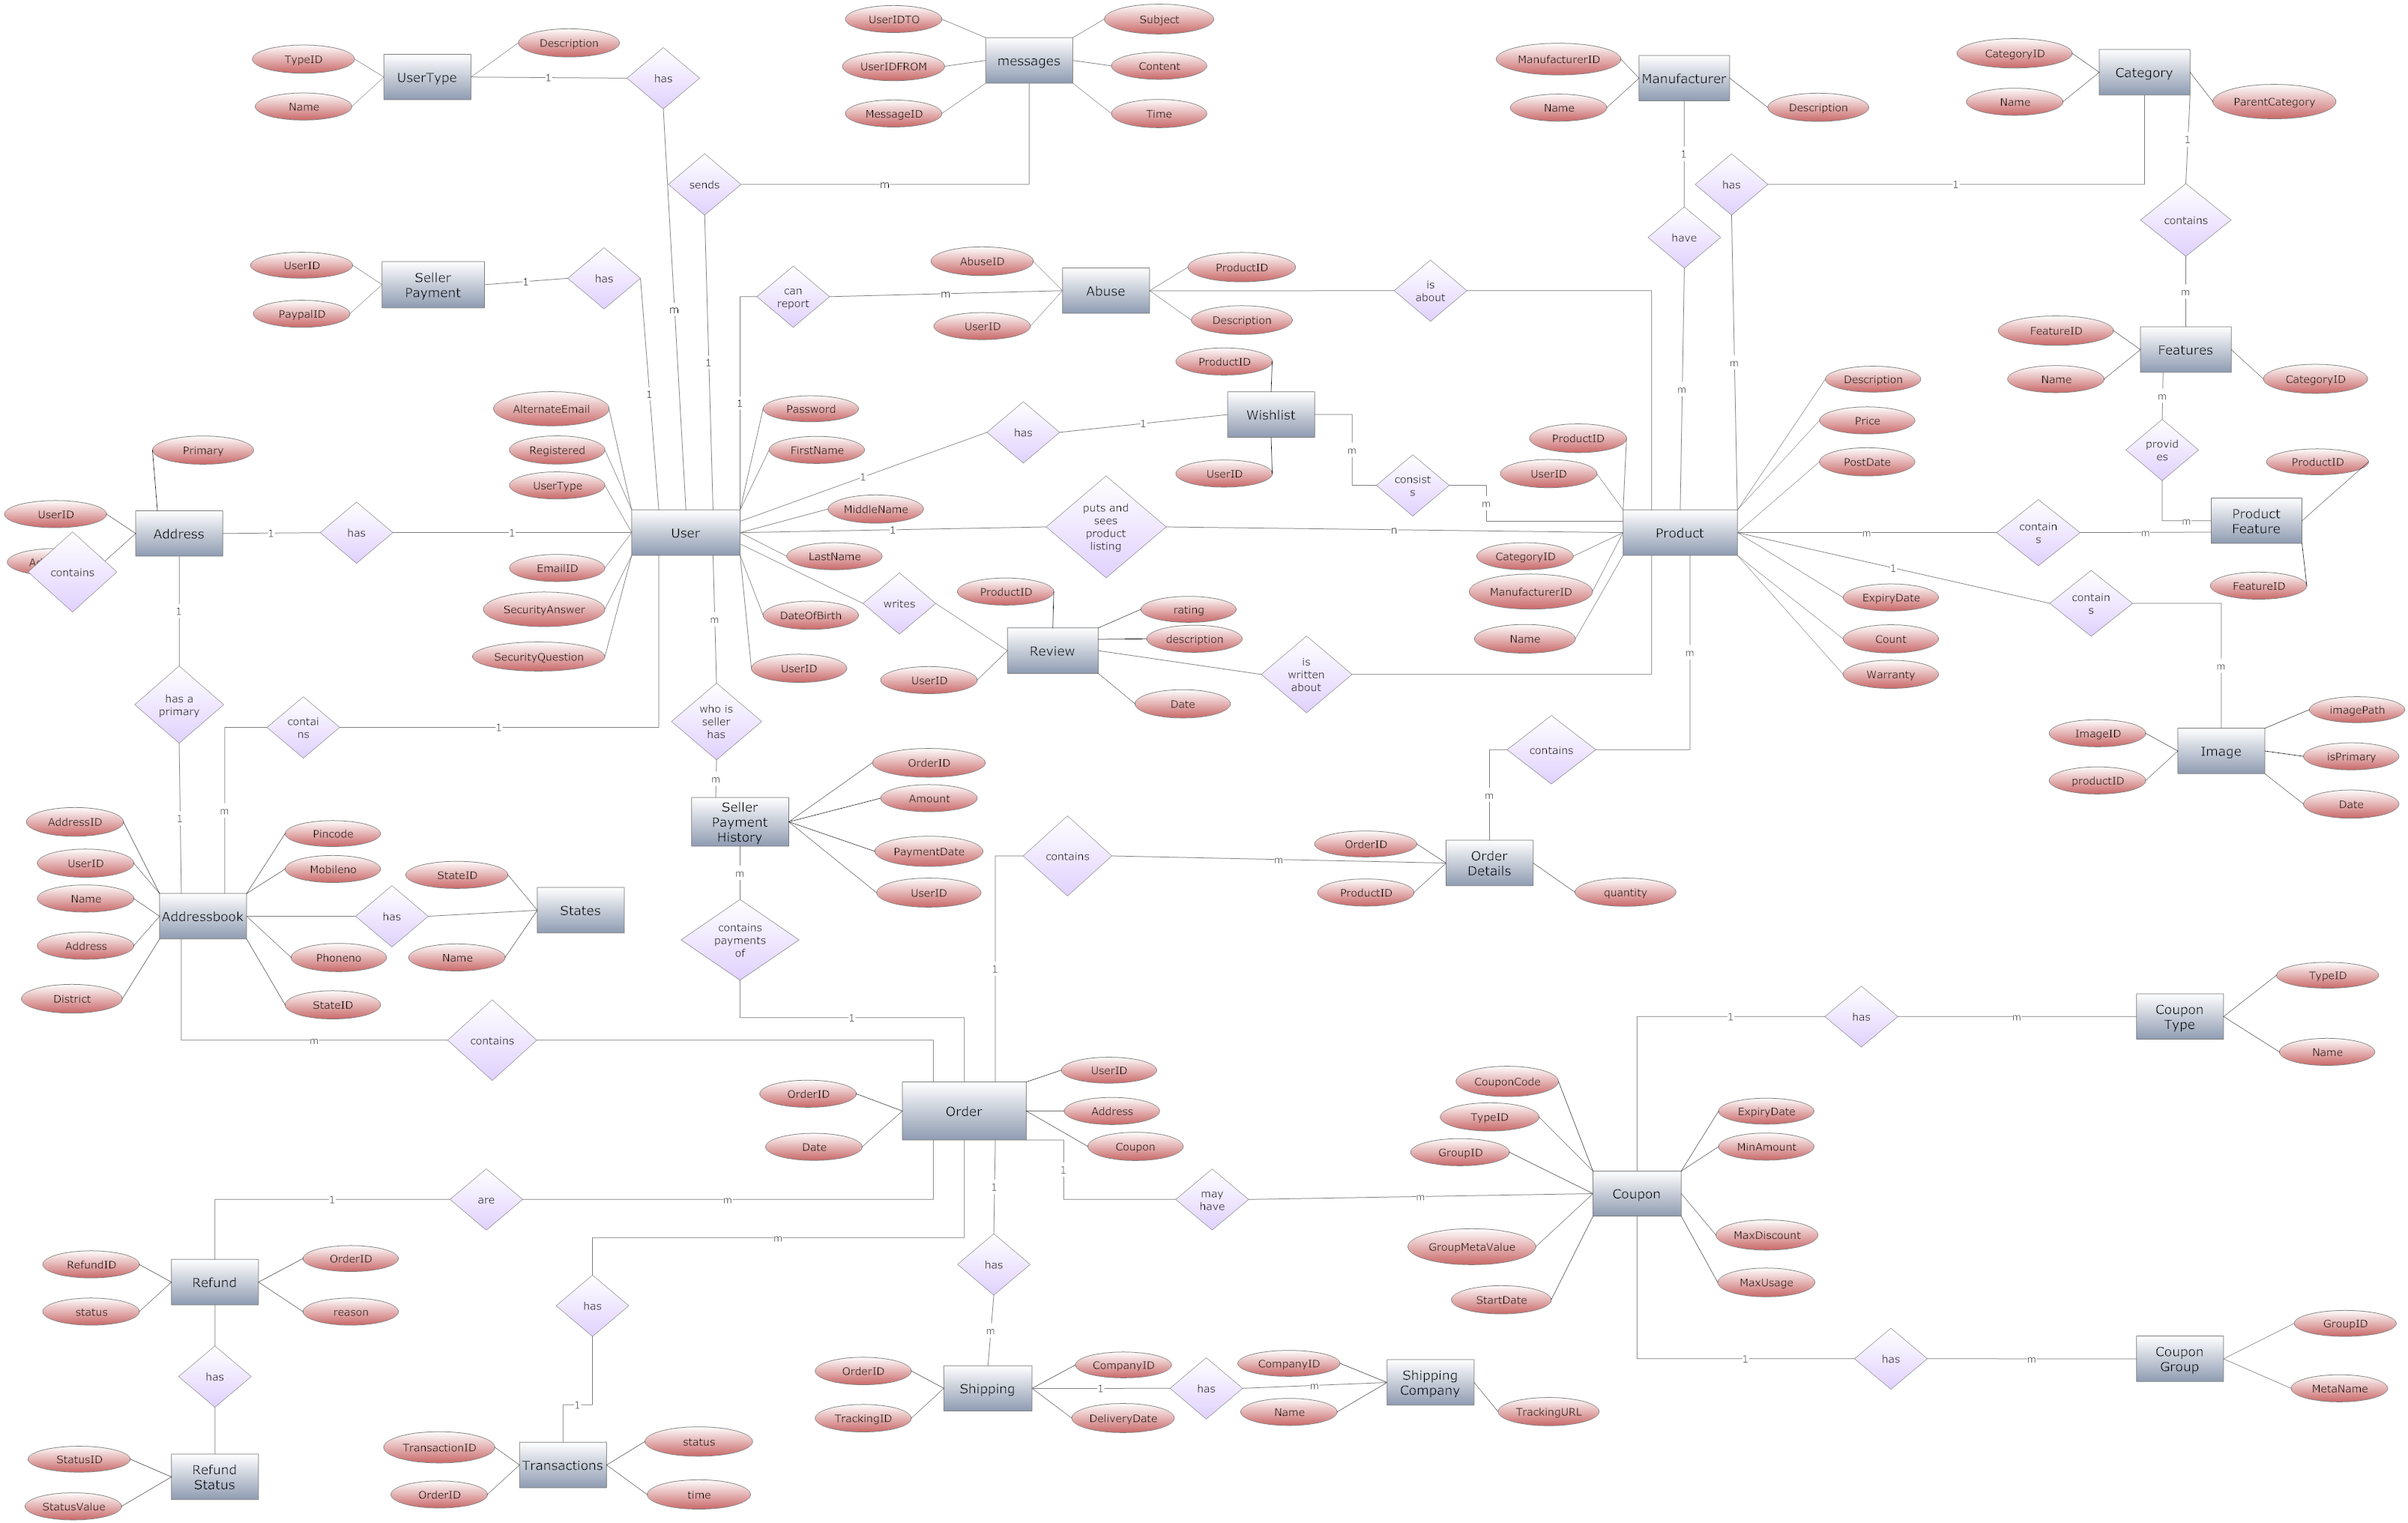 UserIDTO
Subject
Description
TypeID
UserType
has
1
messages
UserIDFROM
Content
Name
MessageID
Time
ManufacturerID
Manufacturer
Name
Description
CategoryID
Category
Name
ParentCategory
1
1
sends
m
has
1
contains
have
UserID
Seller
Payment
PaypalID
1
has
m
can
report
m
AbuseID
Abuse
UserID
ProductID
Description
is
about
m
FeatureID
Features
Name
CategoryID
1
1
1
m
m
m
ProductID
Wishlist
UserID
has
1
1
m
consist
s
m
AlternateEmail
Registered
UserType
Password
FirstName
MiddleName
LastName
User
EmailID
SecurityAnswer
SecurityQuestion
DateOfBirth
UserID
Description
Price
PostDate
ProductID
UserID
Product
CategoryID
ManufacturerID
Name
ExpiryDate
Count
Warranty
provid
es
m
ProductID
Product
Feature
FeatureID
m
contain
s
m
1
contain
s
m
Primary
UserID
Address
contains
1
has
1
1
puts and
sees
product
listing
n
writes
ProductID
Review
UserID
rating
description
Date
is
written
about
1
has a
primary
1
contai
ns
1
m
m
who is
seller
has
m
m
contains
m
imagePath
ImageID
Image
isPrimary
productID
Date
OrderID
Seller
Payment
History
Amount
PaymentDate
UserID
AddressID
Pincode
UserID
Mobileno
Name
Addressbook
Address
Phoneno
District
StateID
has
StateID
States
Name
m
contains
payments
of
1
contains
m
1
OrderID
Order
Details
ProductID
quantity
m
contains
OrderID
Order
Date
UserID
Address
Coupon
1
has
m
Coupon
Type
TypeID
Name
CouponCode
TypeID
GroupID
Coupon
GroupMetaValue
StartDate
ExpiryDate
MinAmount
MaxDiscount
MaxUsage
1
are
m
1
may
have
m
m
has
1
1
has
m
RefundID
Refund
status
OrderID
reason
has
StatusID
Refund
Status
StatusValue
TransactionID
Transactions
OrderID
status
time
OrderID
Shipping
TrackingID
CompanyID
DeliveryDate
1
has
m
CompanyID
Shipping
Company
Name
TrackingURL
1
has
m
Coupon
Group
GroupID
MetaName